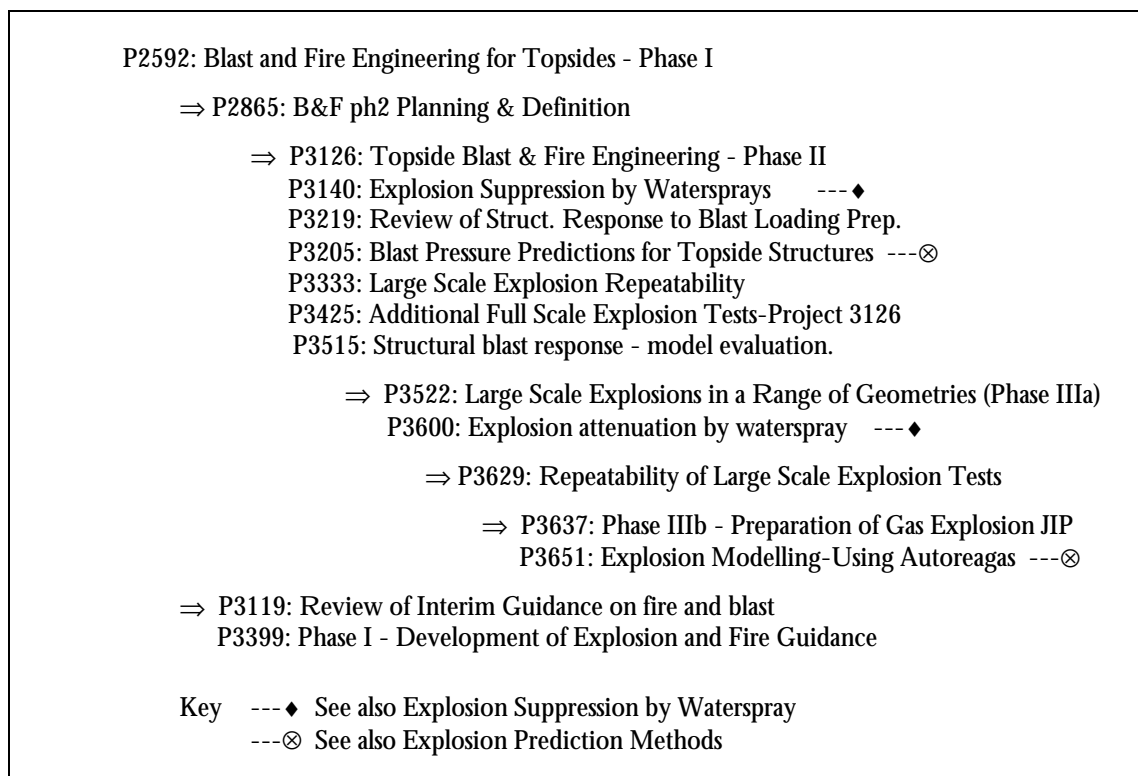 P2592: Blast and Fire Engineering for Topsides - Phase I
⇒ P2865: B&F ph2 Planning & Definition
⇒ P3126: Topside Blast & Fire Engineering - Phase II
P3140: Explosion Suppression by Watersprays ---♦
P3219: Review of Struct. Response to Blast Loading Prep.
P3205: Blast Pressure Predictions for Topside Structures ---⊗
P3333: Large Scale Explosion Repeatability
P3425: Additional Full Scale Explosion Tests-Project 3126
P3515: Structural blast response - model evaluation.
⇒ P3522: Large Scale Explosions in a Range of Geometries (Phase IIIa)
P3600: Explosion attenuation by waterspray ---♦
⇒ P3629: Repeatability of Large Scale Explosion Tests
⇒ P3637: Phase IIIb - Preparation of Gas Explosion JIP
P3651: Explosion Modelling-Using Autoreagas ---⊗
⇒ P3119: Review of Interim Guidance on fire and blast
P3399: Phase I - Development of Explosion and Fire Guidance
Key ---♦ See also Explosion Suppression by Waterspray
---⊗ See also Explosion Prediction Methods